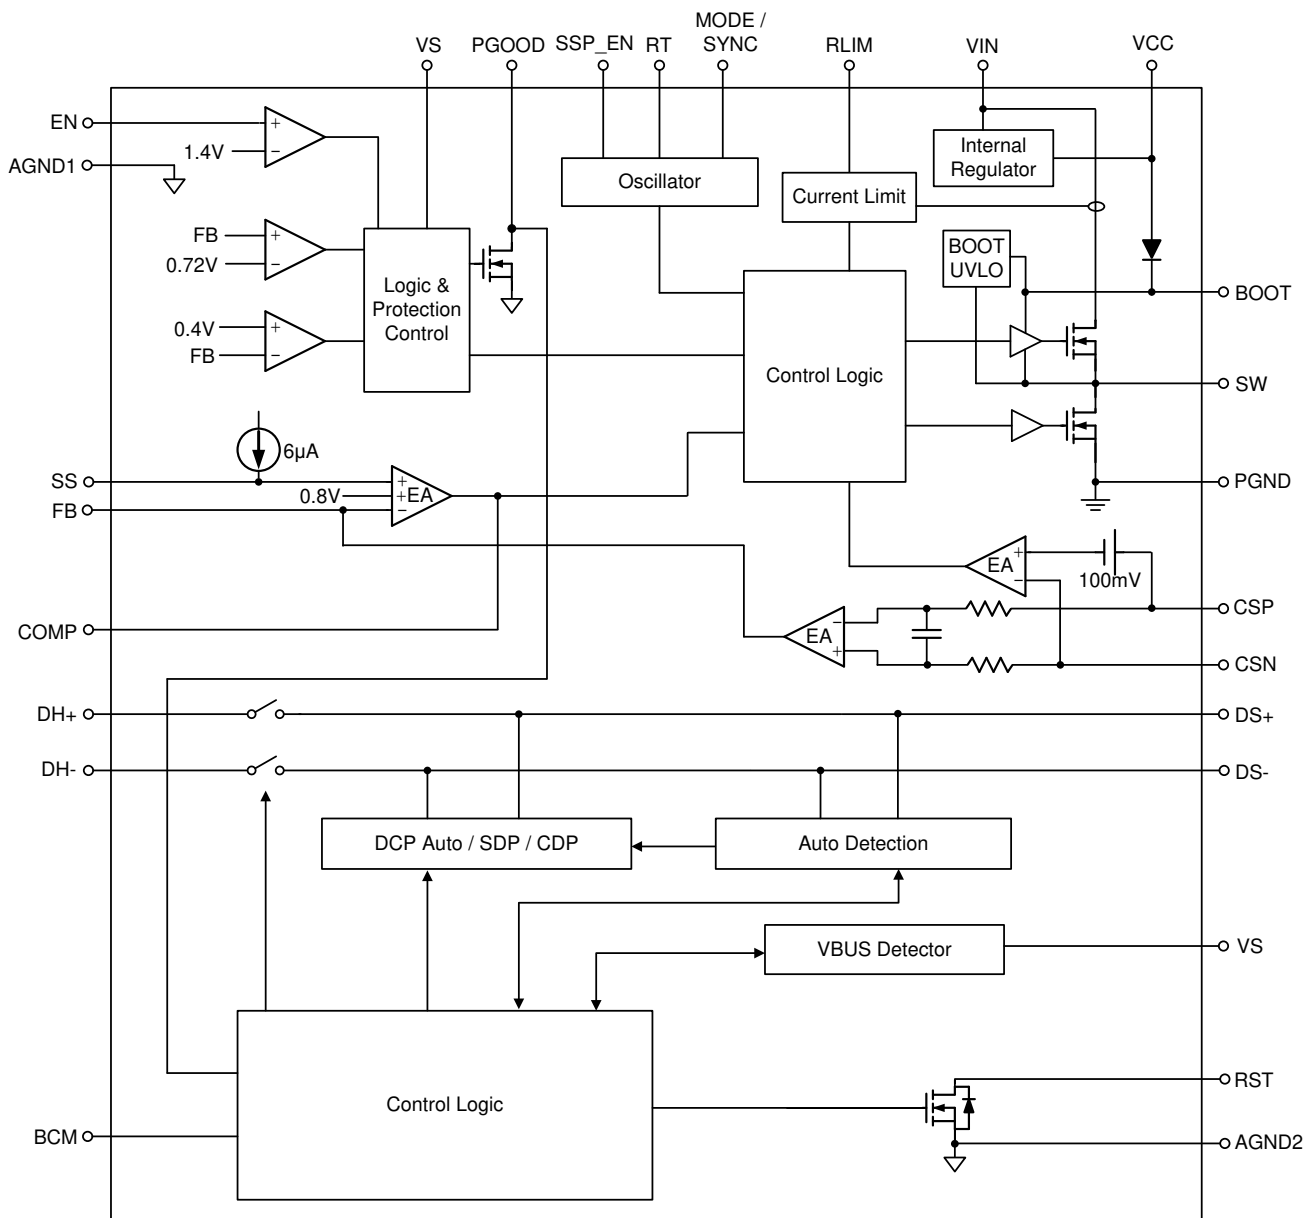 MODE /
SYNC
VS
PGOOD
SSP_EN
RT
RLIM
VIN
VCC
EN
+
−
1.4V
AGND1
Internal
Regulator
Oscillator
Current Limit
FB
+
0.72V
−
BOOT
UVLO
Logic &
Protection
Control
BOOT
0.4V
+
FB
−
Control Logic
SW
6µA
SS
+
0.8V
+
EA
−
FB
PGND
EA
+
−
100mV
CSP
COMP
EA
−
+
CSN
DH+
DS+
DH-
DS-
DCP Auto / SDP / CDP
Auto Detection
VBUS Detector
VS
RST
Control Logic
BCM
AGND2